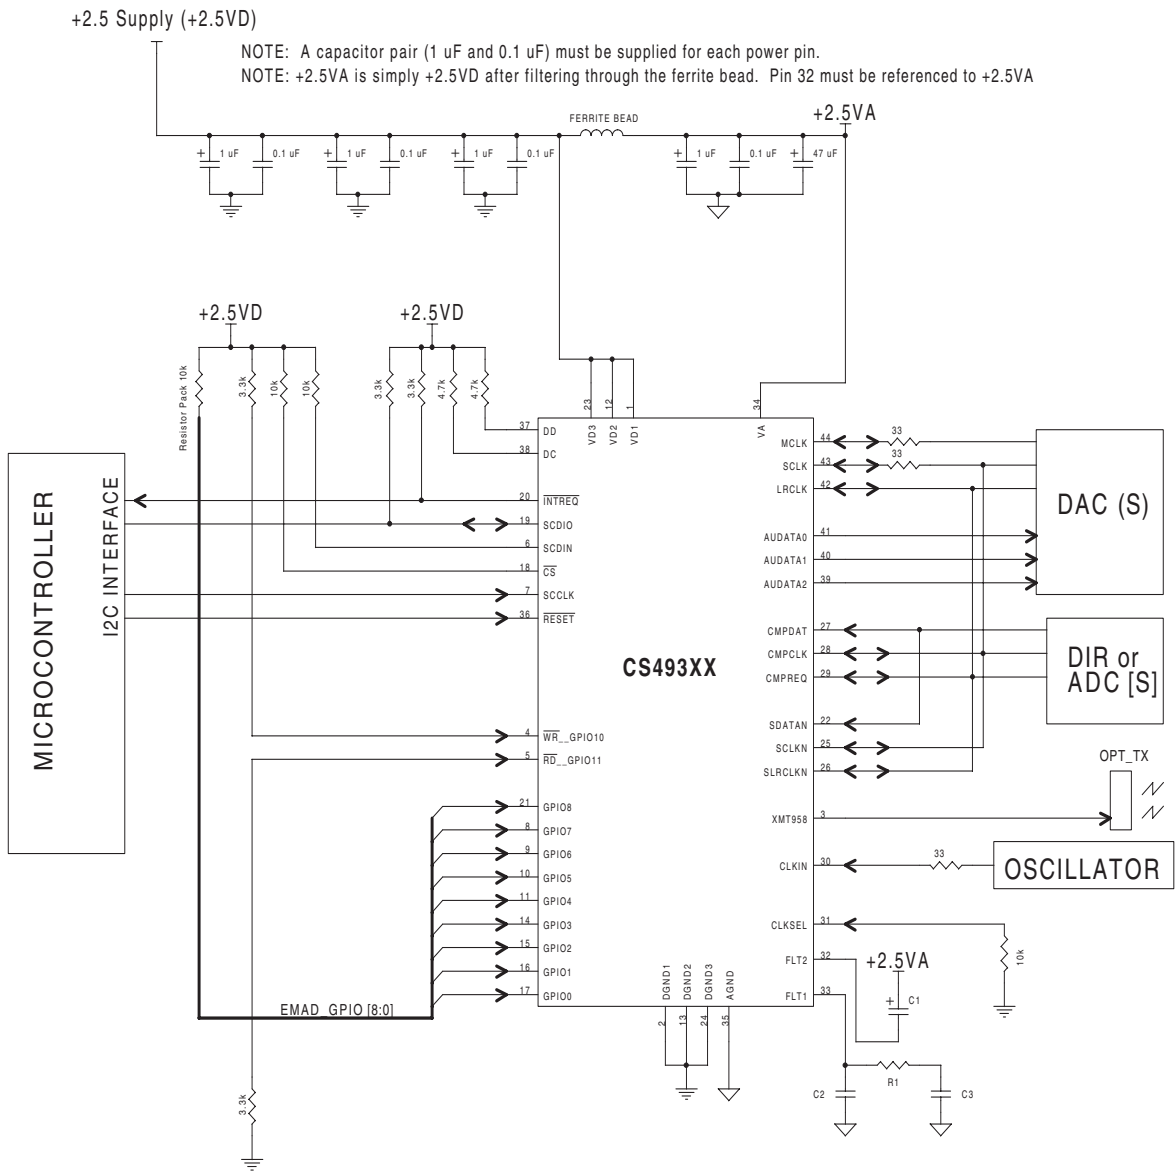 +2.5 Supply (+2.5VD)
NOTE: A capacitor pair (1 uF and 0.1 uF) must be supplied for each power pin.
NOTE: +2.5VA is simply +2.5VD after filtering through the ferrite bead. Pin 32 must be referenced to +2.5VA
FERRITE BEAD
+2.5VA
+ 1 uF
0.1 uF
+ 1 uF
0.1 uF
+ 1 uF
0.1 uF
+ 1 uF
0.1 uF
+ 47 uF
+2.5VD
+2.5VD
Resistor Pack 10k
3.3k
10k
10k
3.3k
3.3k
4.7k
4.7k
23
12
1
34
VD3
VD2
VD1
VA
37 DD
38 DC
20 INTREQ
19 SCDIO
6 SCDIN
18 CS
7 SCCLK
36 RESET
4 WR__GPIO10
5 RD__GPIO11
21 GPIO8
8 GPIO7
9 GPIO6
10 GPIO5
11 GPIO4
14 GPIO3
15 GPIO2
16 GPIO1
17 GPIO0
MICROCONTROLLER
I2C INTERFACE
EMAD_GPIO [8:0]
3.3k
CS493XX
MCLK 44
33
SCLK 43
33
LRCLK 42
AUDATA0 41
AUDATA1 40
AUDATA2 39
DAC (S)
CMPDAT 27
CMPCLK 28
CMPREQ 29
DIR or
ADC [S]
SDATAN 22
SCLKN 25
SLRCLKN 26
OPT_TX
XMT958 3
CLKIN 30
33
OSCILLATOR
CLKSEL 31
10k
FLT2 32
+2.5VA
FLT1 33
+ C1
DGND1
DGND2
DGND3
AGND
2
13
24
35
R1
C2
C3